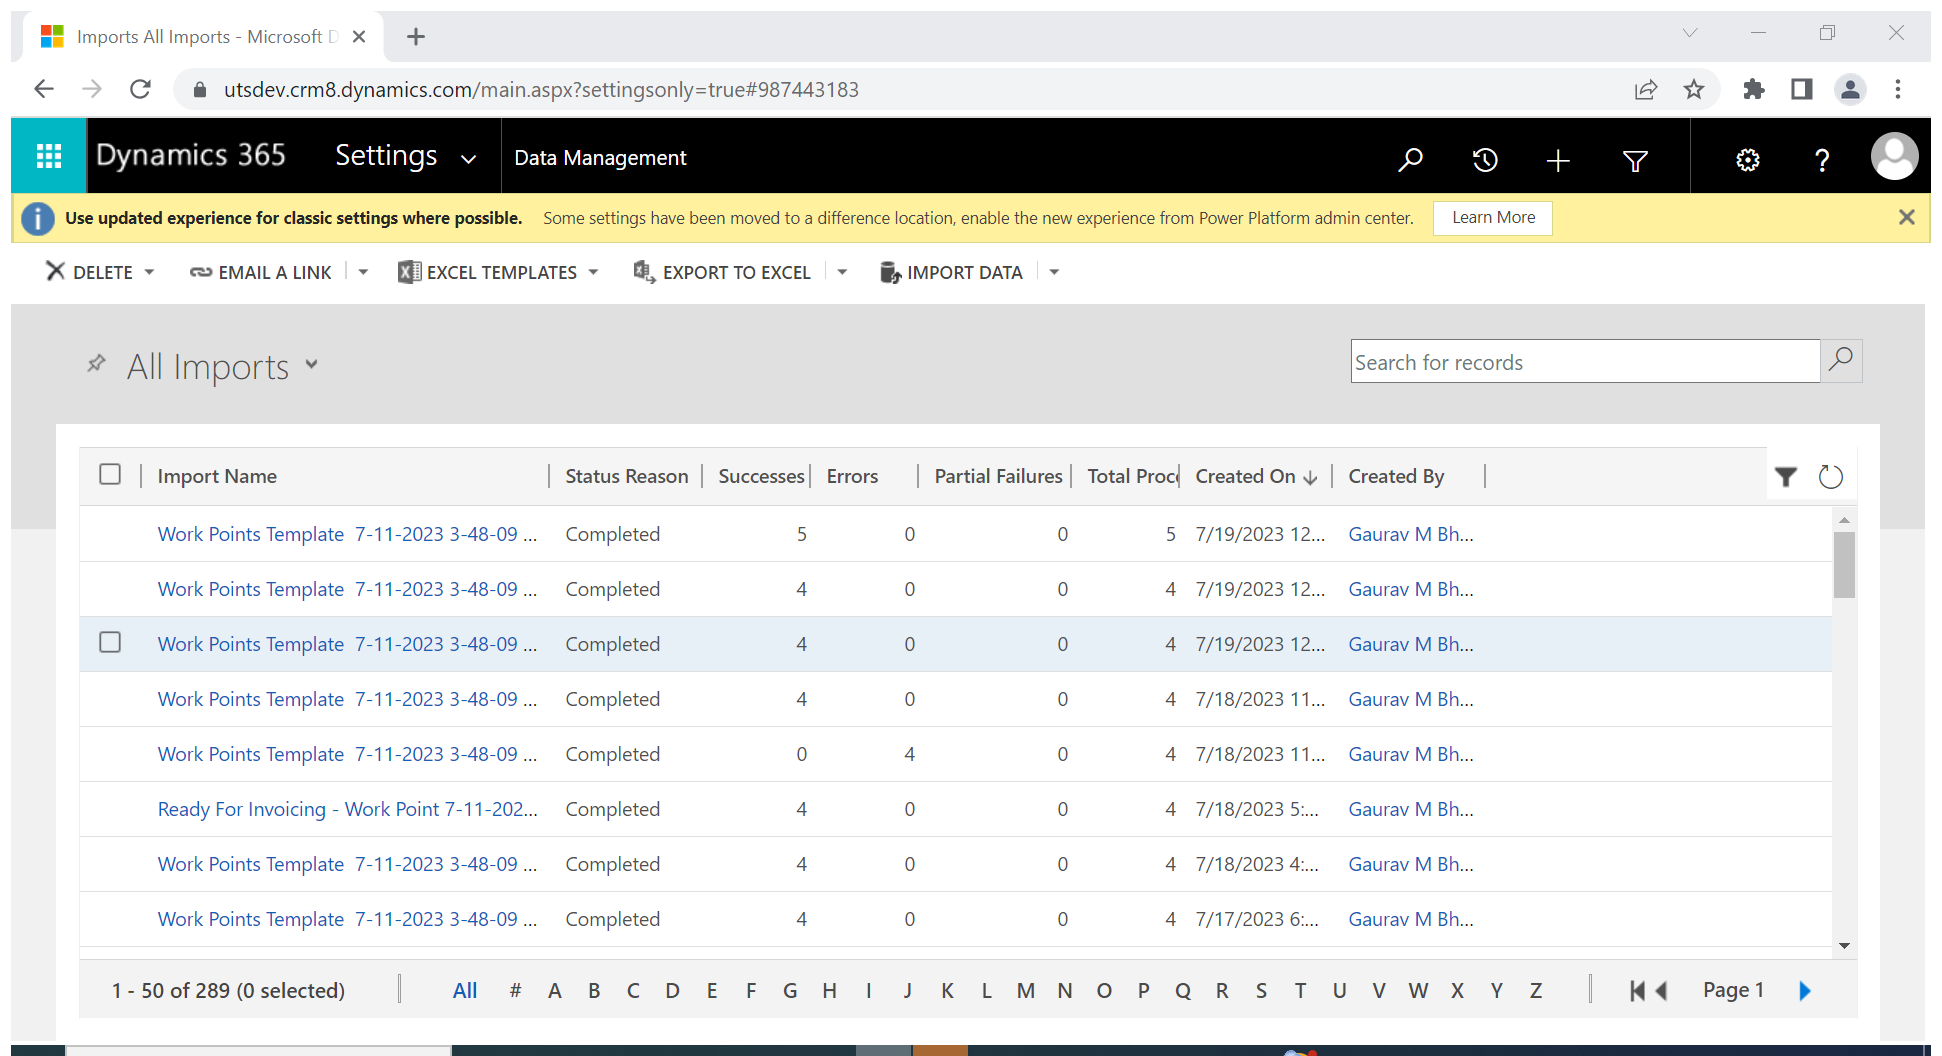 Imports All Imports - Microsoft D
utsdev.crm8.dynamics.com/main.aspx?settingsonly=true#987443183
Dynamics 365 Settings Data Management
Use updated experience for classic settings where possible. Some settings have been moved to a difference location, enable the new experience from Power Platform admin center. Learn More
DELETE EMAIL A LINK EXCEL TEMPLATES EXPORT TO EXCEL IMPORT DATA
All Imports Search for records
Import Name Status Reason Successes Errors Partial Failures Total Proc Created On Created By
Work Points Template 7-11-2023 3-48-09 ... Completed 5 0 0 5 7/19/2023 12... Gaurav M Bh...
Work Points Template 7-11-2023 3-48-09 ... Completed 4 0 0 4 7/19/2023 12... Gaurav M Bh...
Work Points Template 7-11-2023 3-48-09 ... Completed 4 0 0 4 7/19/2023 12... Gaurav M Bh...
Work Points Template 7-11-2023 3-48-09 ... Completed 4 0 0 4 7/18/2023 11... Gaurav M Bh...
Work Points Template 7-11-2023 3-48-09 ... Completed 0 4 0 4 7/18/2023 11... Gaurav M Bh...
Ready For Invoicing - Work Point 7-11-202... Completed 4 0 0 4 7/18/2023 5:... Gaurav M Bh...
Work Points Template 7-11-2023 3-48-09 ... Completed 4 0 0 4 7/18/2023 4:... Gaurav M Bh...
Work Points Template 7-11-2023 3-48-09 ... Completed 4 0 0 4 7/17/2023 6:... Gaurav M Bh...
1 - 50 of 289 (0 selected) All # A B C D E F G H I J K L M N O P Q R S T U V W X Y Z Page 1